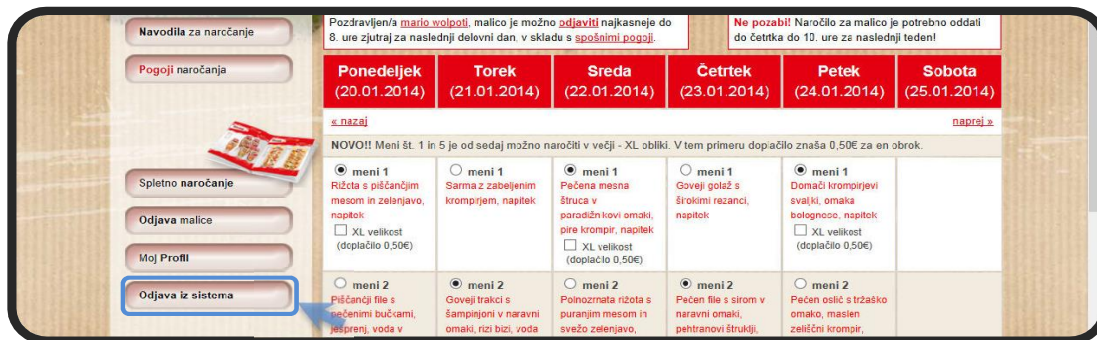 Navodila za naročanje
Pogoji naročanja
Spletno naročanje
Odjava malice
Moj Profil
Odjava iz sistema
Pozdravljen/a mario wolpoti, malico je možno odjaviti najkasneje do
8. ure zjutraj za naslednji delovni dan, v skladu s spošnimi pogoji.
Ne pozabi! Naročilo za malico je potrebno oddati
do četrtka do 10. ure za naslednji teden!
Ponedeljek Torek Sreda Četrtek Petek Sobota
(20.01.2014) (21.01.2014) (22.01.2014) (23.01.2014) (24.01.2014) (25.01.2014)
« nazaj naprej »
NOVO!! Meni št. 1 in 5 je od sedaj možno naročiti v večji - XL obliki. V tem primeru doplačilo znaša 0,50€ za en obrok.
meni 1
Rižota s piščančjim
mesom in zelenjavo,
napitek
XL velikost
(doplačilo 0,50€)
meni 1
Sarma z zabeljenim
krompirjem, napitek
meni 1
Pečena mesna
štruca v
paradižnikovi omaki,
pire krompir, napitek
XL velikost
(doplačilo 0,50€)
meni 1
Goveji golaž s
širokimi rezanci,
napitek
meni 1
Domači krompirjevi
svaljki, omaka
bolognese, napitek
XL velikost
(doplačilo 0,50€)
meni 2
Piščančji file s
pečenimi bučkami,
ješprenj, voda v
meni 2
Goveji trakci s
šampinjoni v naravni
omaki, rizi bizi, voda
meni 2
Polnozrnata rižota s
puranjim mesom in
svežo zelenjavo,
meni 2
Pečen file s sirom v
naravni omaki,
pehtranovi štruklji,
meni 2
Pečen oslič s tržaško
omako, maslen
zeliščni krompir,